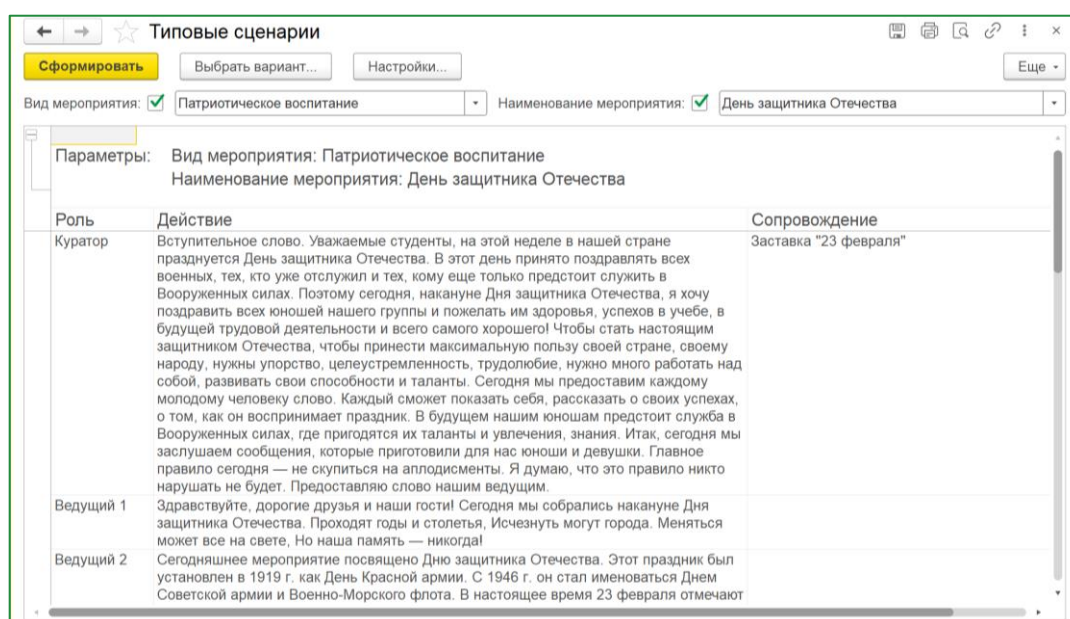 Типовые сценарии
Сформировать Выбрать вариант... Настройки... Еще
Вид мероприятия: Патриотическое воспитание Наименование мероприятия: День защитника Отечества
Параметры: Вид мероприятия: Патриотическое воспитание
Наименование мероприятия: День защитника Отечества
Роль Действие Сопровождение
Куратор Вступительное слово. Уважаемые студенты, на этой неделе в нашей стране Заставка "23 февраля"
празднуется День защитника Отечества. В этот день принято поздравлять всех
военных, тех, кто уже отслужил и тех, кому еще только предстоит служить в
Вооруженных силах. Поэтому сегодня, накануне Дня защитника Отечества, я хочу
поздравить всех юношей нашего группы и пожелать им здоровья, успехов в учебе, в
будущей трудовой деятельности и всего самого хорошего! Чтобы стать настоящим
защитником Отечества, чтобы принести максимальную пользу своей стране, своему
народу, нужны упорство, целеустремленность, трудолюбие, нужно много работать над
собой, развивать свои способности и таланты. Сегодня мы предоставим каждому
молодому человеку слово. Каждый сможет показать себя, рассказать о своих успехах,
о том, как он воспринимает праздник. В будущем нашим юношам предстоит служба в
Вооруженных силах, где пригодятся их таланты и увлечения, знания. Итак, сегодня мы
заслушаем сообщения, которые приготовили для нас юноши и девушки. Главное
правило сегодня — не скупиться на аплодисменты. Я думаю, что это правило никто
нарушать не будет. Предоставляю слово нашим ведущим.
Ведущий 1 Здравствуйте, дорогие друзья и наши гости! Сегодня мы собрались накануне Дня
защитника Отечества. Проходят годы и столетья, Исчезнуть могут города. Меняться
может все на свете, Но наша память — никогда!
Ведущий 2 Сегодняшнее мероприятие посвящено Дню защитника Отечества. Этот праздник был
установлен в 1919 г. как День Красной армии. С 1946 г. он стал именоваться Днем
Советской армии и Военно-Морского флота. В настоящее время 23 февраля отмечают